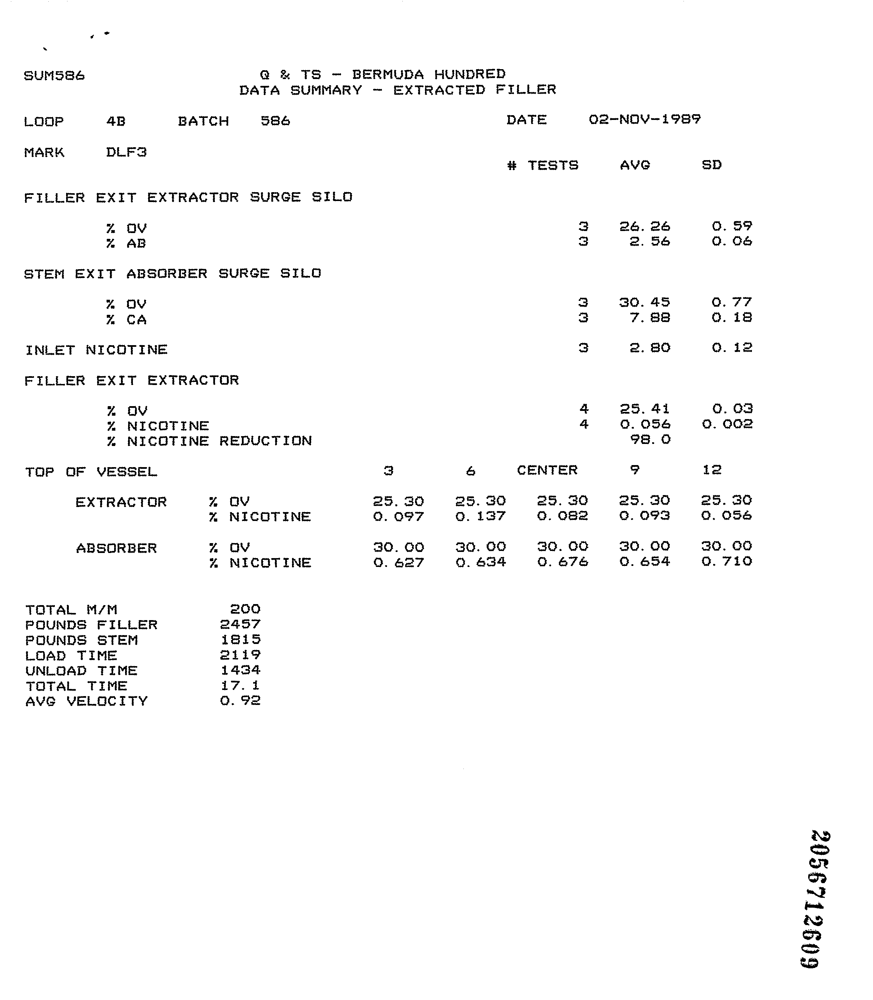 SUM586 Q & TS - BERMUDA HUNDRED
DATA SUMMARY - EXTRACTED FILLER
LOOP 4B BATCH 586 DATE 02-NOV-1989
MARK DLF3
# TESTS AVG SD
FILLER EXIT EXTRACTOR SURGE SILO
% OV 3 26.26 0.59
% AB 3 2.56 0.06
STEM EXIT ABSORBER SURGE SILO
% OV 3 30.45 0.77
% CA 3 7.88 0.18
INLET NICOTINE 3 2.80 0.12
FILLER EXIT EXTRACTOR
% OV 4 25.41 0.03
% NICOTINE 4 0.056 0.002
% NICOTINE REDUCTION 98.0
TOP OF VESSEL 3 6 CENTER 9 12
EXTRACTOR % OV 25.30 25.30 25.30 25.30 25.30
% NICOTINE 0.097 0.137 0.082 0.093 0.056
ABSORBER % OV 30.00 30.00 30.00 30.00 30.00
% NICOTINE 0.627 0.634 0.676 0.654 0.710
TOTAL M/M 200
POUNDS FILLER 2457
POUNDS STEM 1815
LOAD TIME 2119
UNLOAD TIME 1434
TOTAL TIME 17.1
AVG VELOCITY 0.92
2056712609